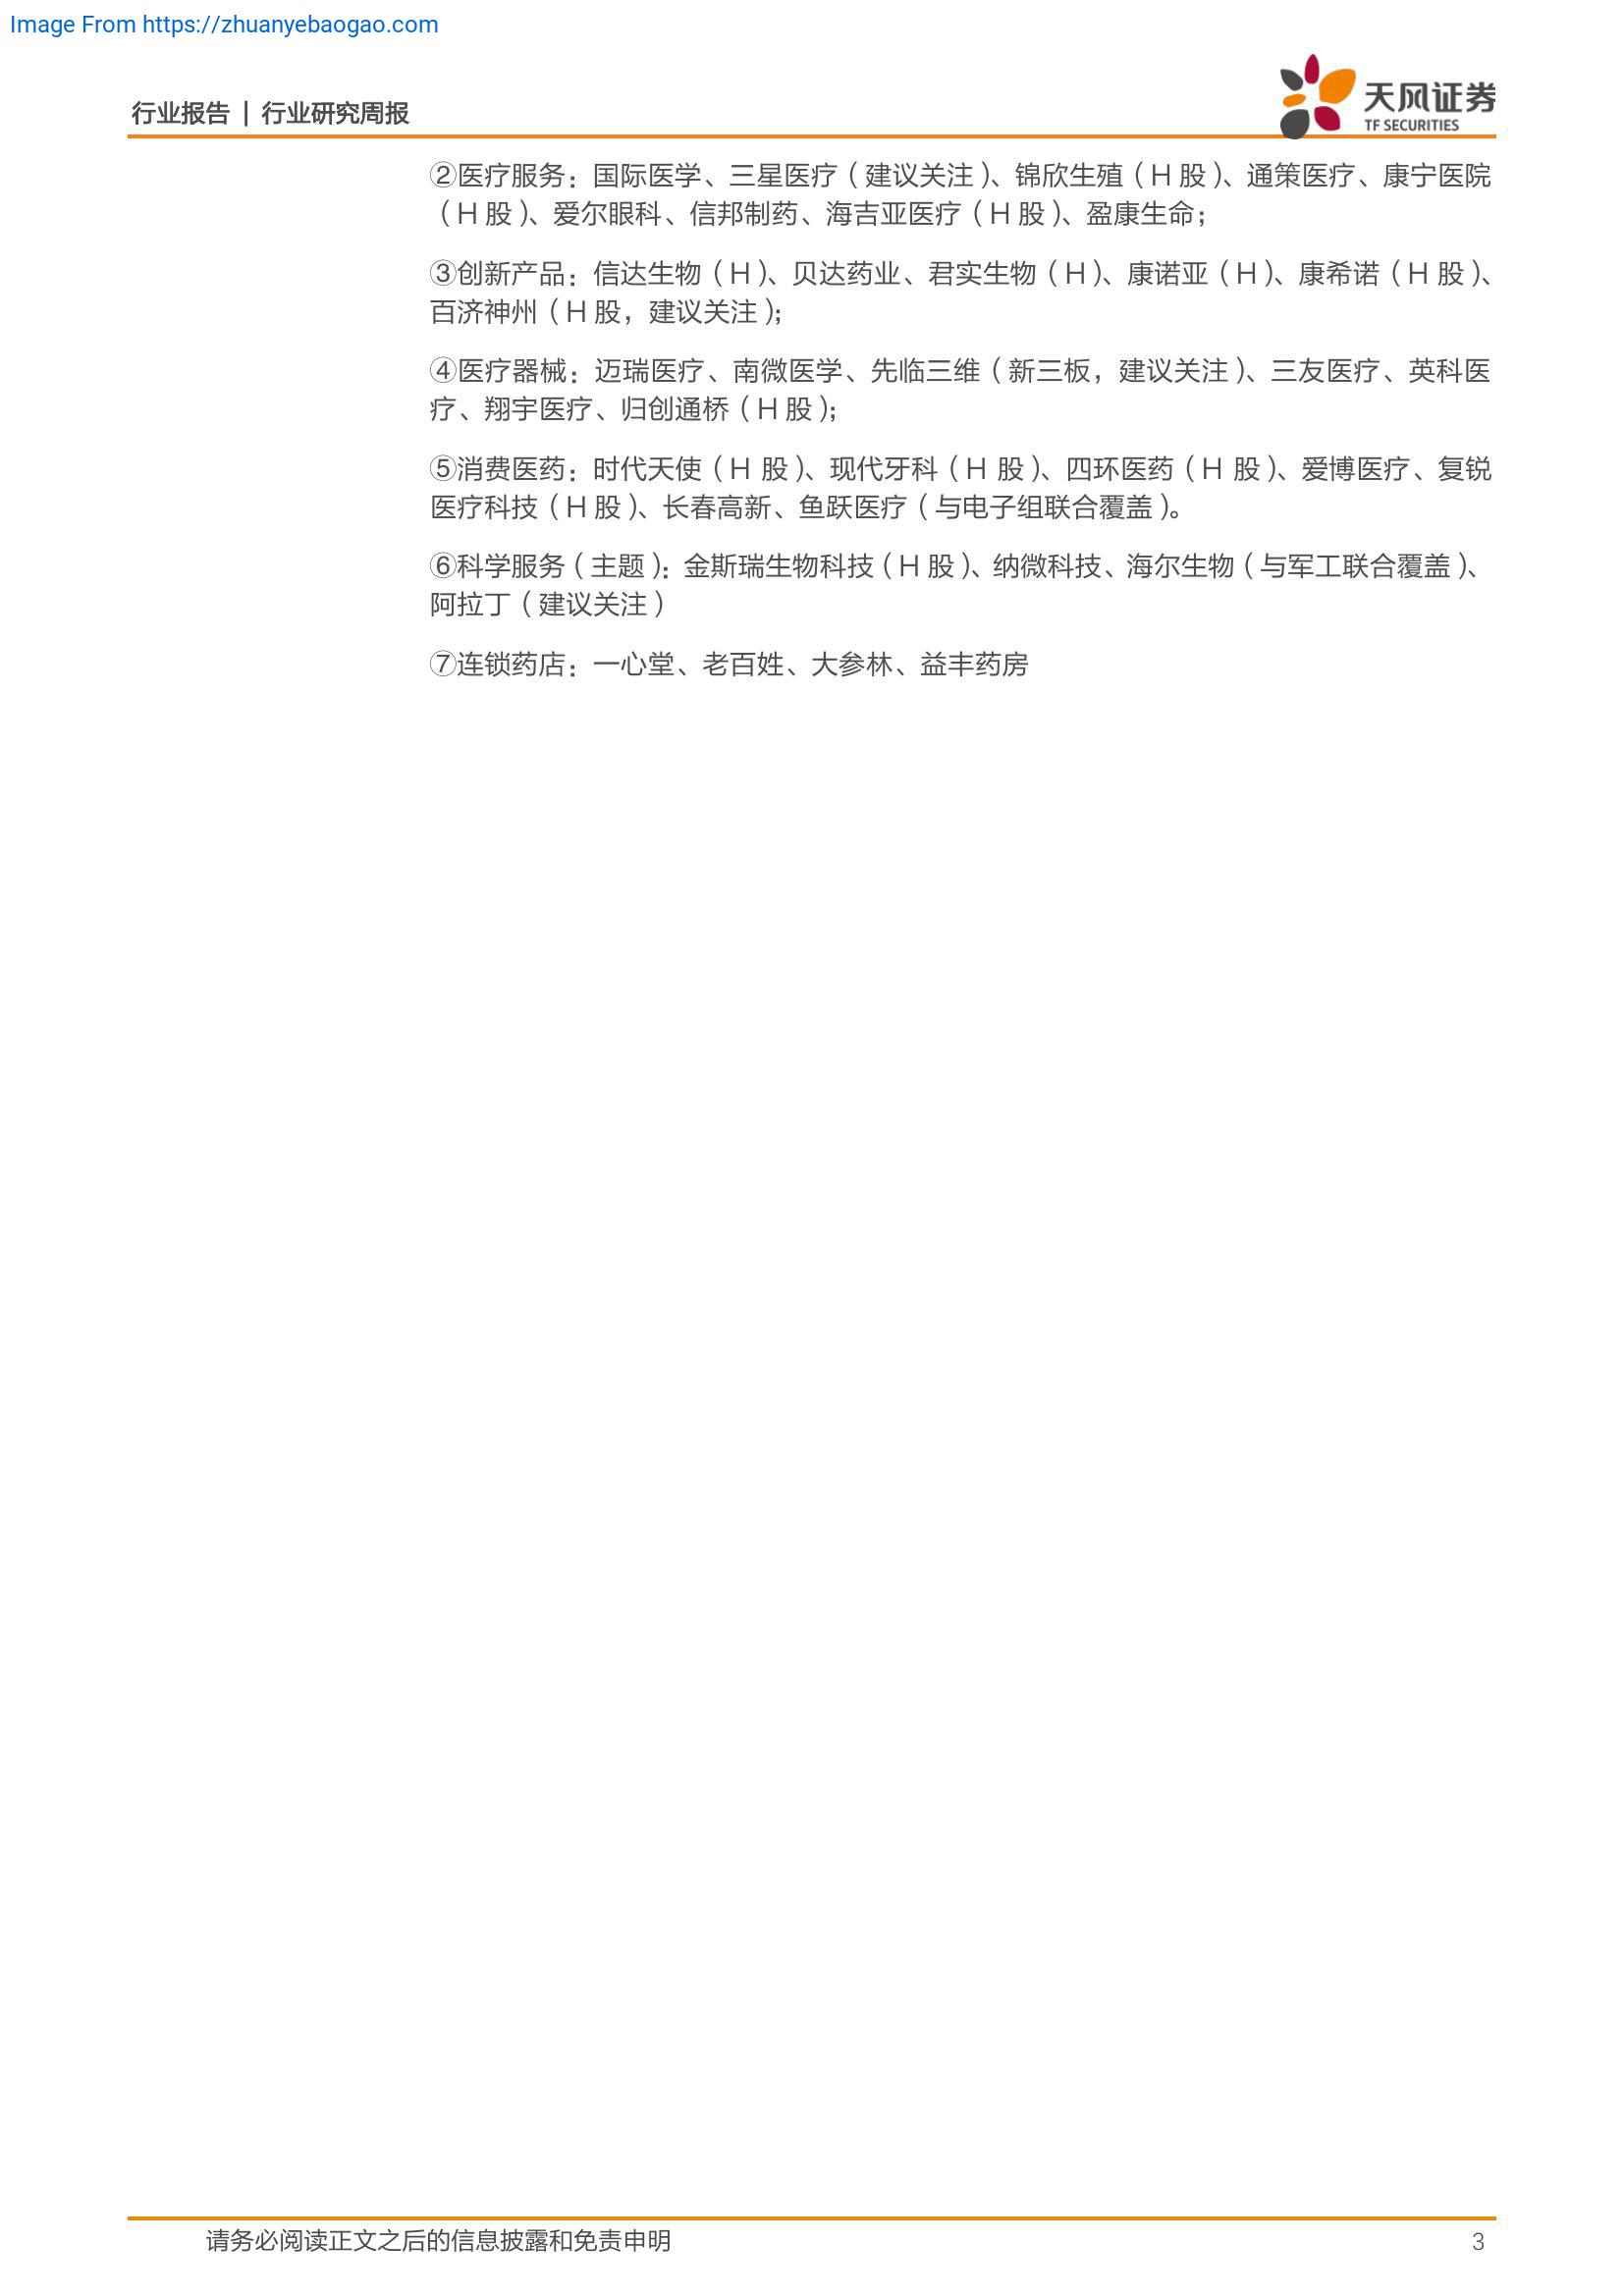 Image From https://zhuanyebaogao.com
行业报告 | 行业研究周报
天风证券
TF SECURITIES
②医疗服务：国际医学、三星医疗（建议关注）、锦欣生殖（H 股）、通策医疗、康宁医院
（H 股）、爱尔眼科、信邦制药、海吉亚医疗（H 股）、盈康生命；
③创新产品：信达生物（H）、贝达药业、君实生物（H）、康诺亚（H）、康希诺（H 股）、
百济神州（H 股，建议关注）；
④医疗器械：迈瑞医疗、南微医学、先临三维（新三板，建议关注）、三友医疗、英科医
疗、翔宇医疗、归创通桥（H 股）；
⑤消费医药：时代天使（H 股）、现代牙科（H 股）、四环医药（H 股）、爱博医疗、复锐
医疗科技（H 股）、长春高新、鱼跃医疗（与电子组联合覆盖）。
⑥科学服务（主题）：金斯瑞生物科技（H 股）、纳微科技、海尔生物（与军工联合覆盖）、
阿拉丁（建议关注）
⑦连锁药店：一心堂、老百姓、大参林、益丰药房
请务必阅读正文之后的信息披露和免责申明
3